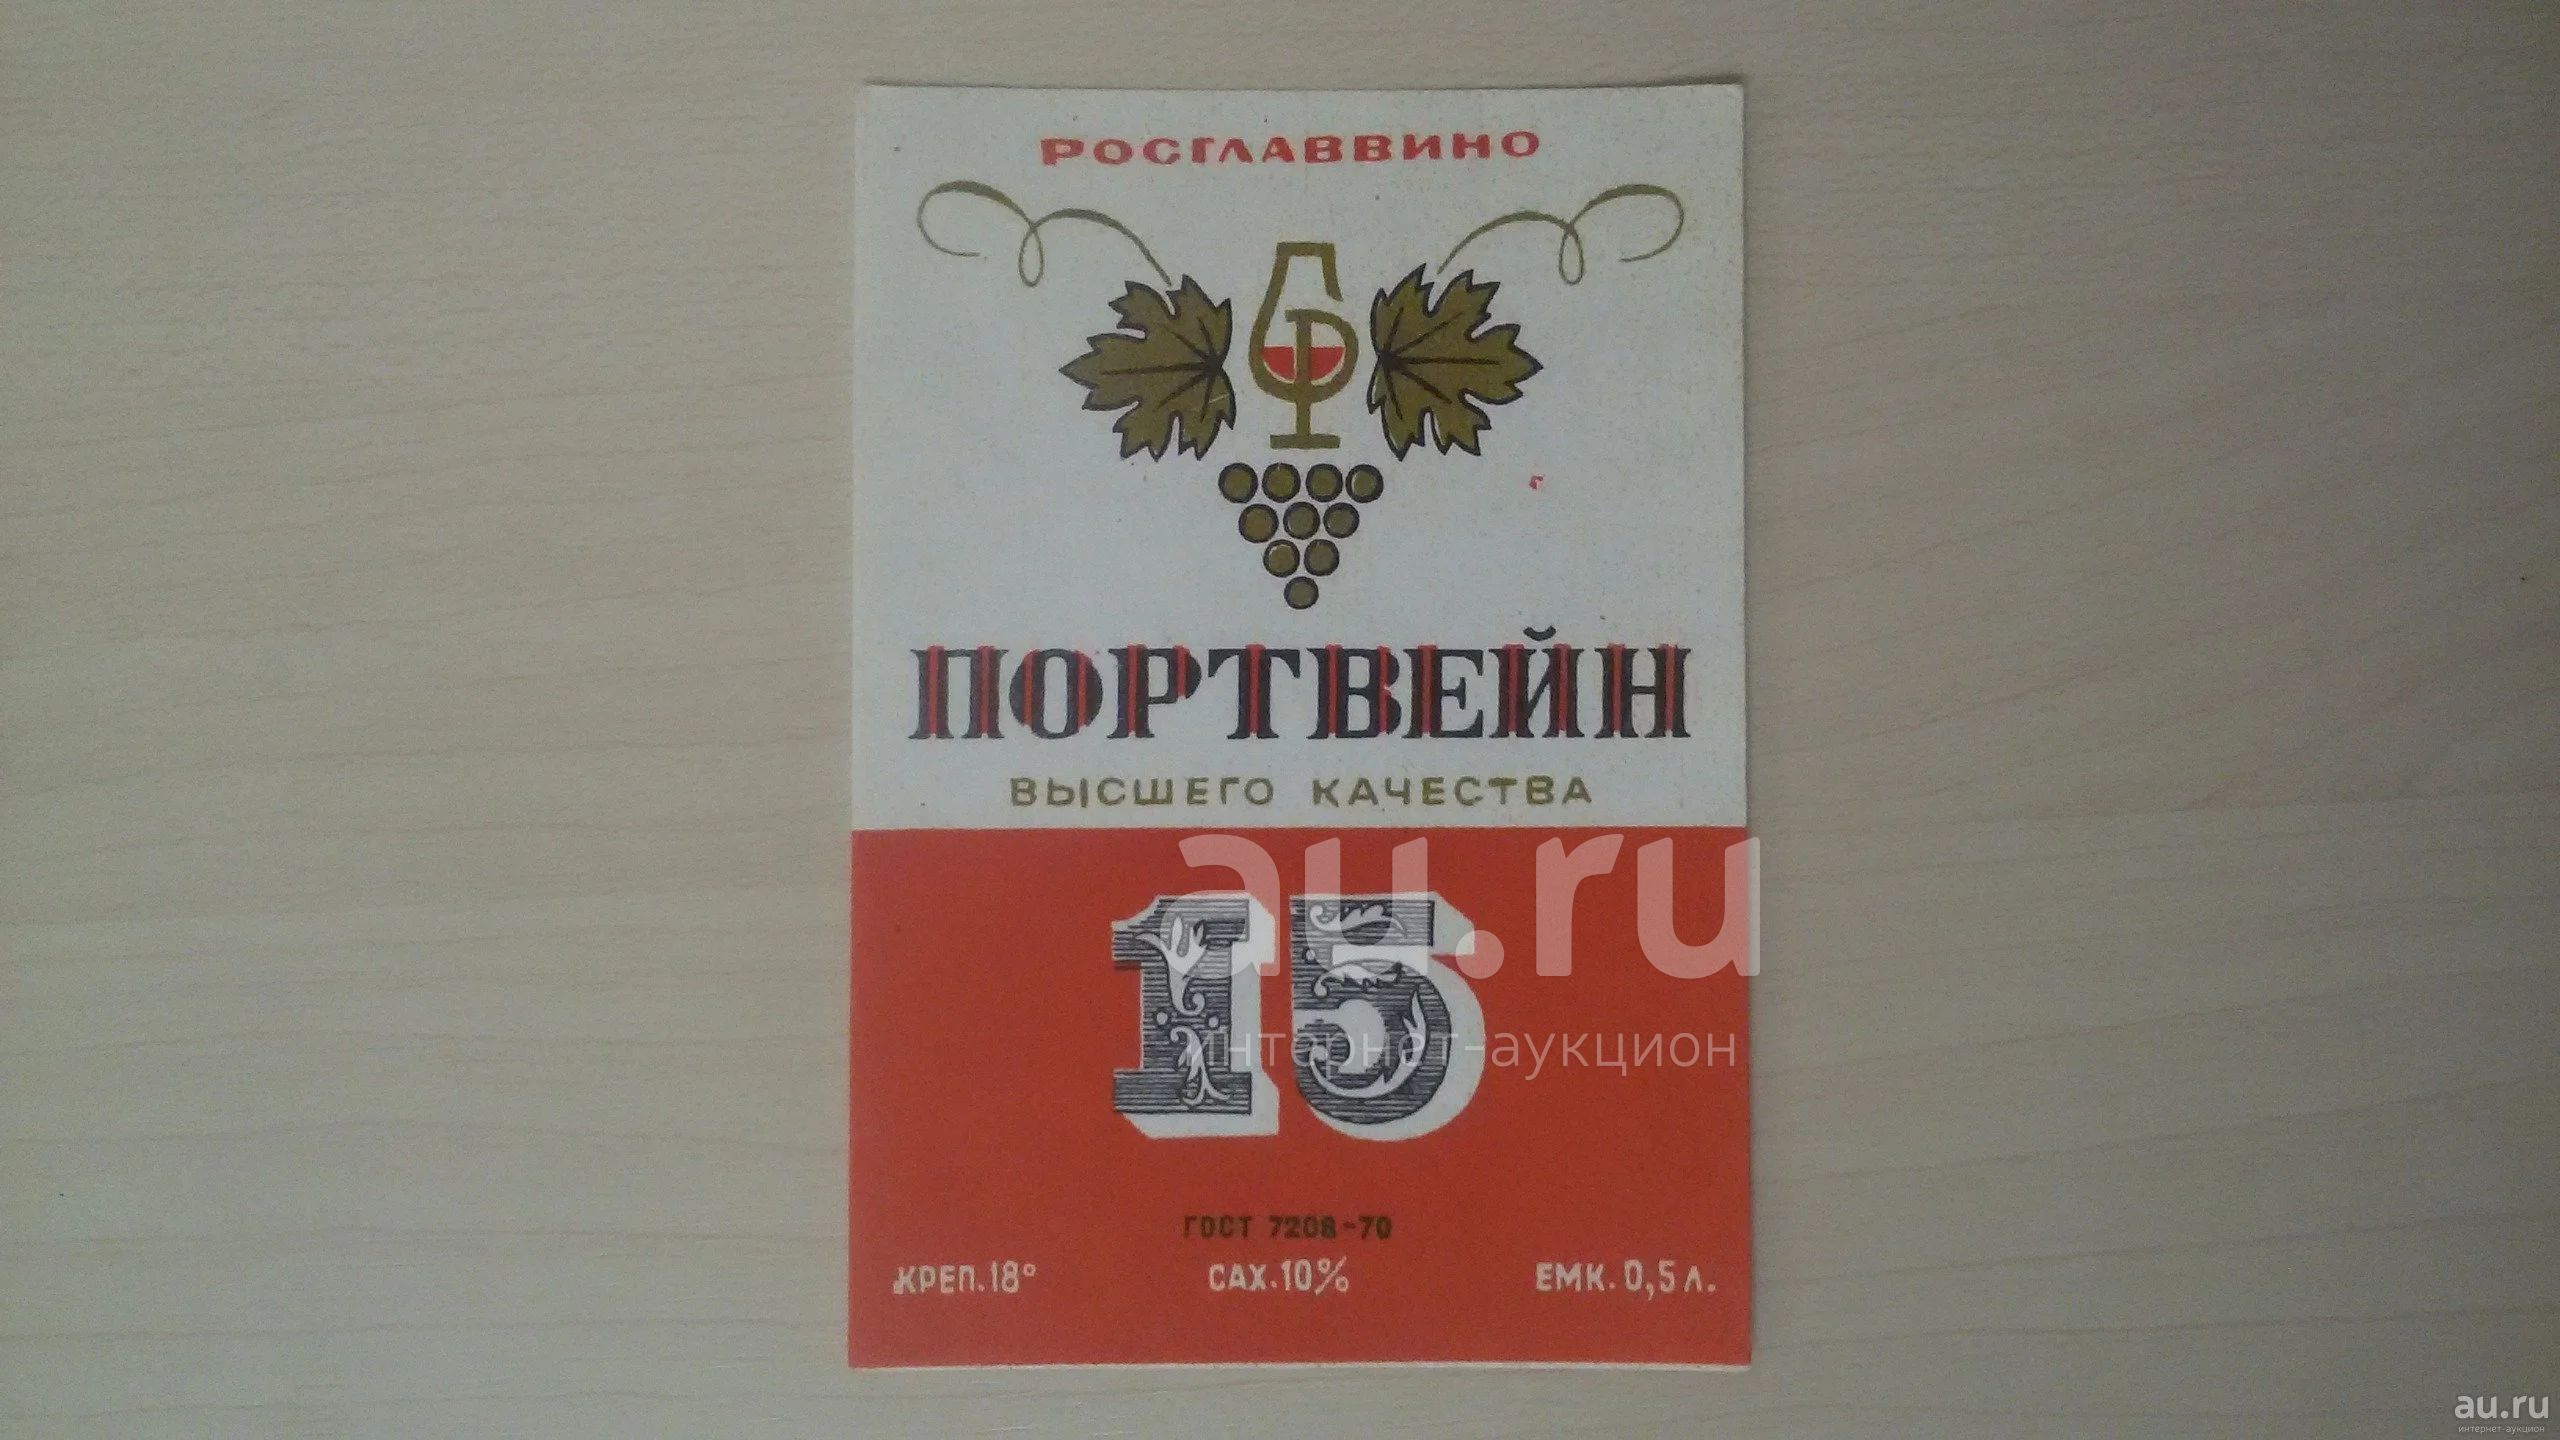 РОСГЛАВВИНО
ПОРТВЕЙН
ВЫСШЕГО КАЧЕСТВА
au.ru
15
интернет-аукцион
ГОСТ 7208-70
КРЕП.18° САХ.10% ЕМК. 0,5 Л.
au.ru
интернет-аукцион